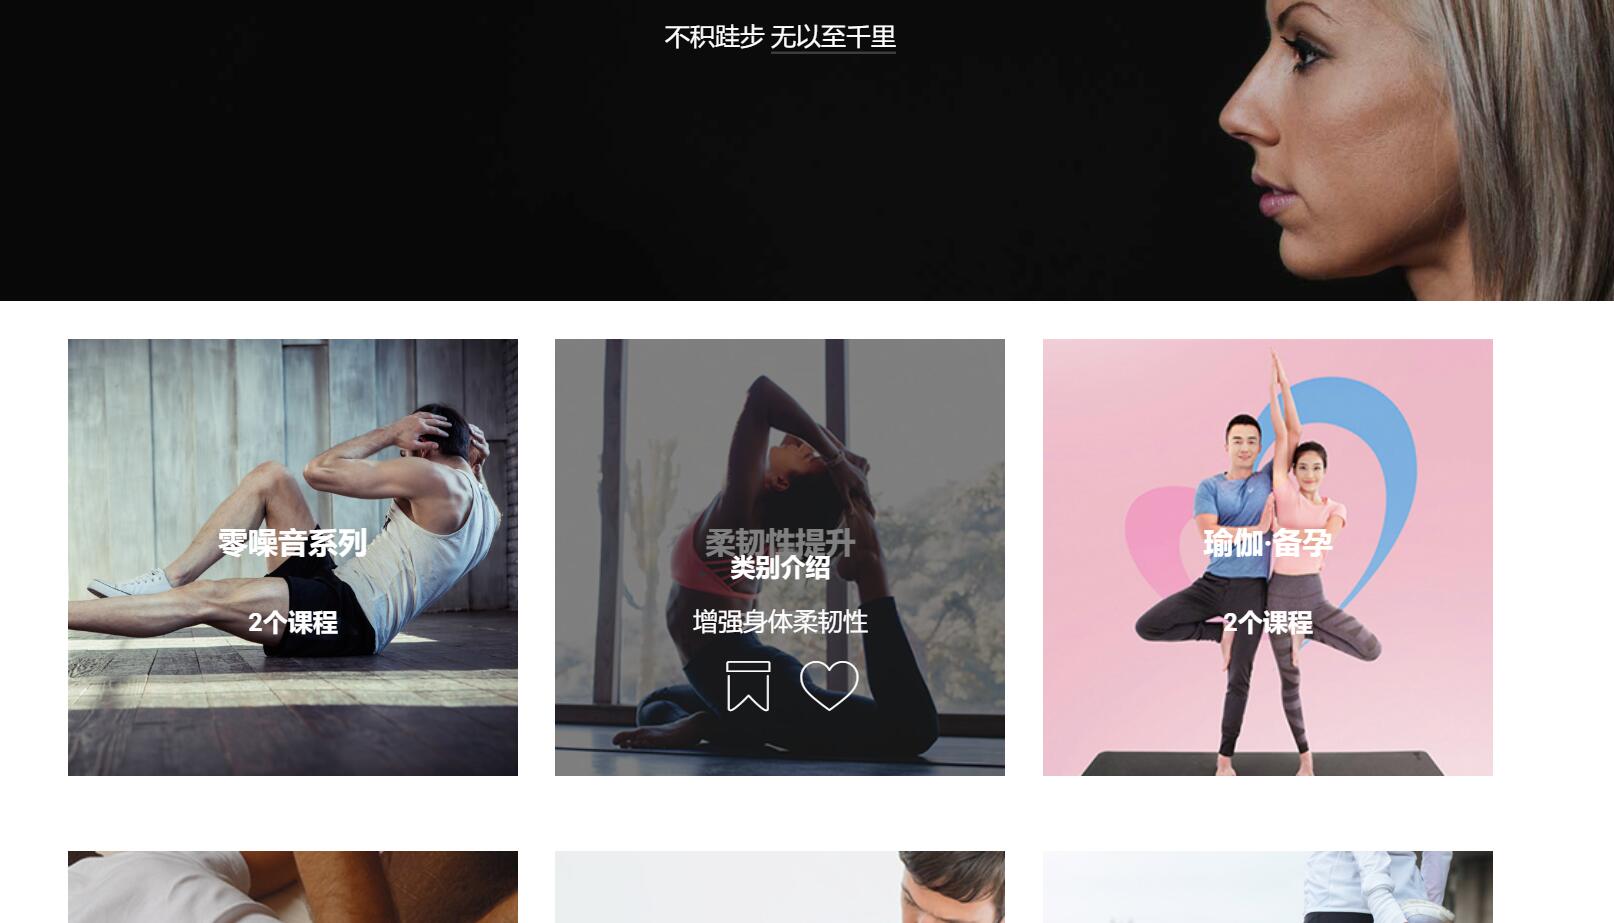 不积跬步 无以至千里
零噪音系列
2个课程
柔韧性提升
类别介绍
增强身体柔韧性
瑜伽·备孕
2个课程